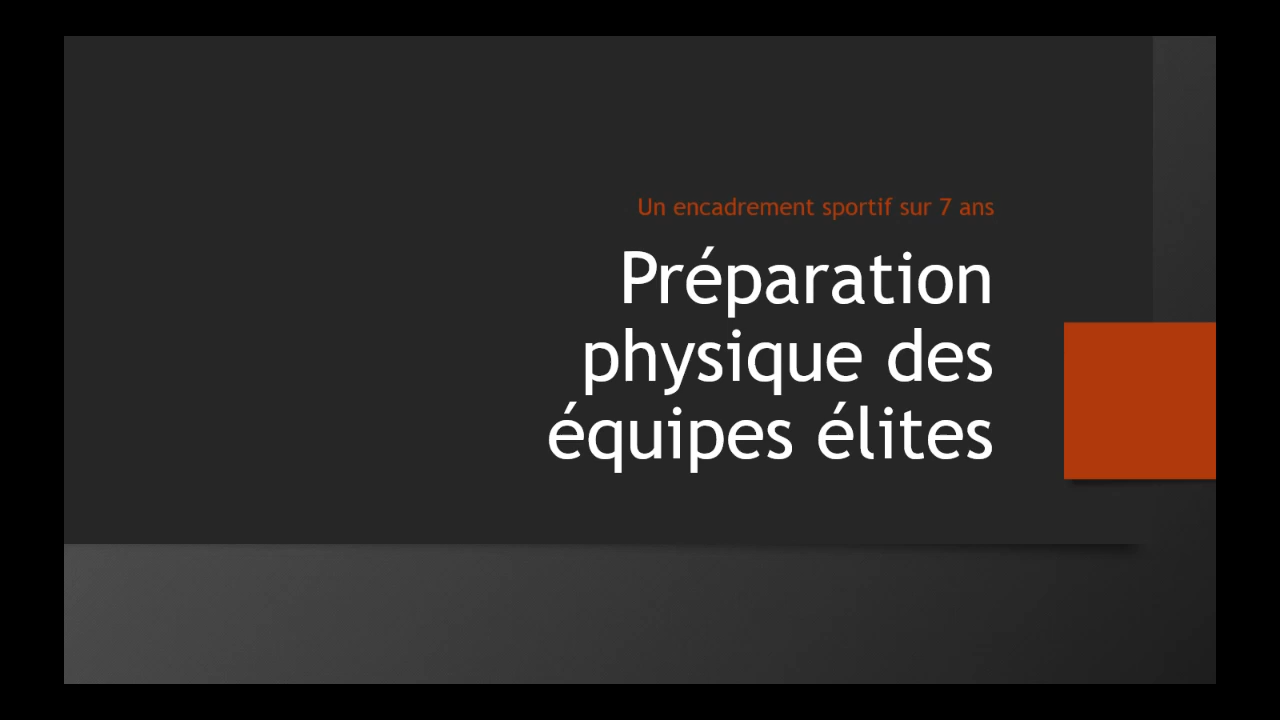 Un encadrement sportif sur 7 ans
Préparation
physique des
équipes élites